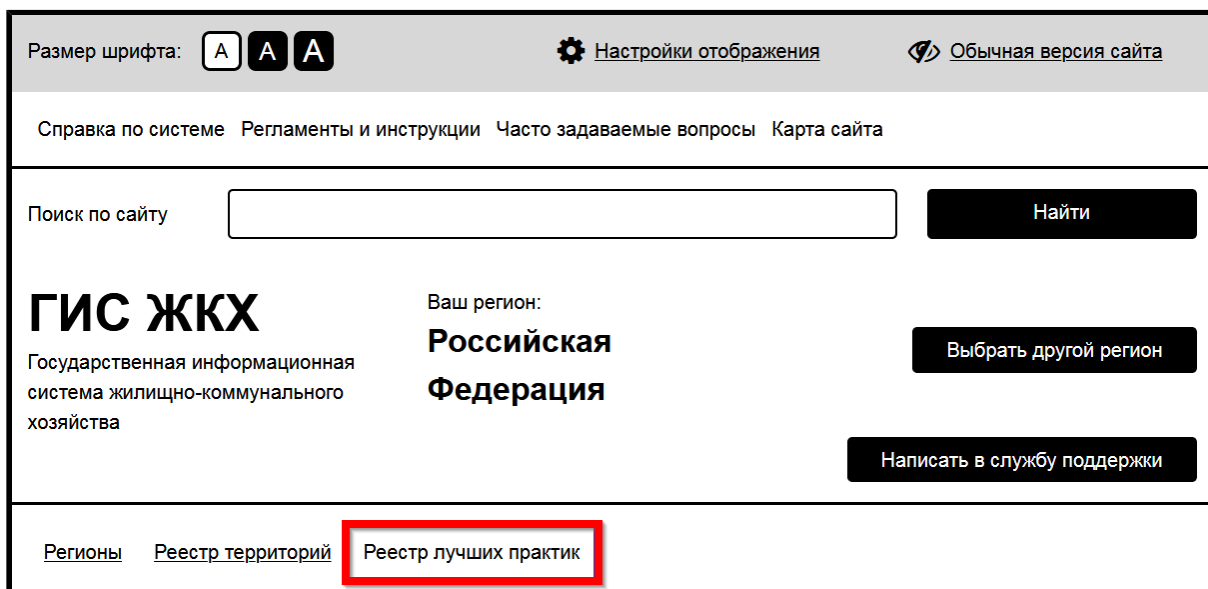 Размер шрифта: A A A Настройки отображения Обычная версия сайта
Справка по системе Регламенты и инструкции Часто задаваемые вопросы Карта сайта
Поиск по сайту Найти
ГИС ЖКХ
Государственная информационная
система жилищно-коммунального
хозяйства
Ваш регион:
Российская
Федерация
Выбрать другой регион
Написать в службу поддержки
Регионы Реестр территорий Реестр лучших практик